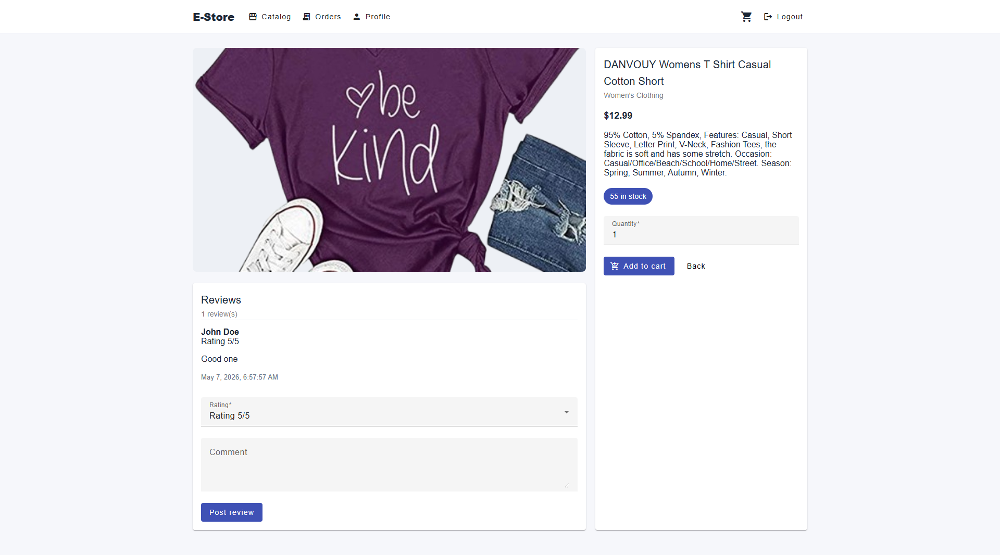 E-Store
Catalog
Orders
Profile
Logout
be
kind
DANVOUY Womens T Shirt Casual
Cotton Short
Women's Clothing
$12.99
95% Cotton, 5% Spandex, Features: Casual, Short
Sleeve, Letter Print, V-Neck, Fashion Tees, the
fabric is soft and has some stretch. Occasion:
Casual/Office/Beach/School/Home/Street. Season:
Spring, Summer, Autumn, Winter.
55 in stock
Quantity*
1
Add to cart
Back
Reviews
1 review(s)
John Doe
Rating 5/5
Good one
May 7, 2026, 6:57:57 AM
Rating*
Rating 5/5
Comment
Post review